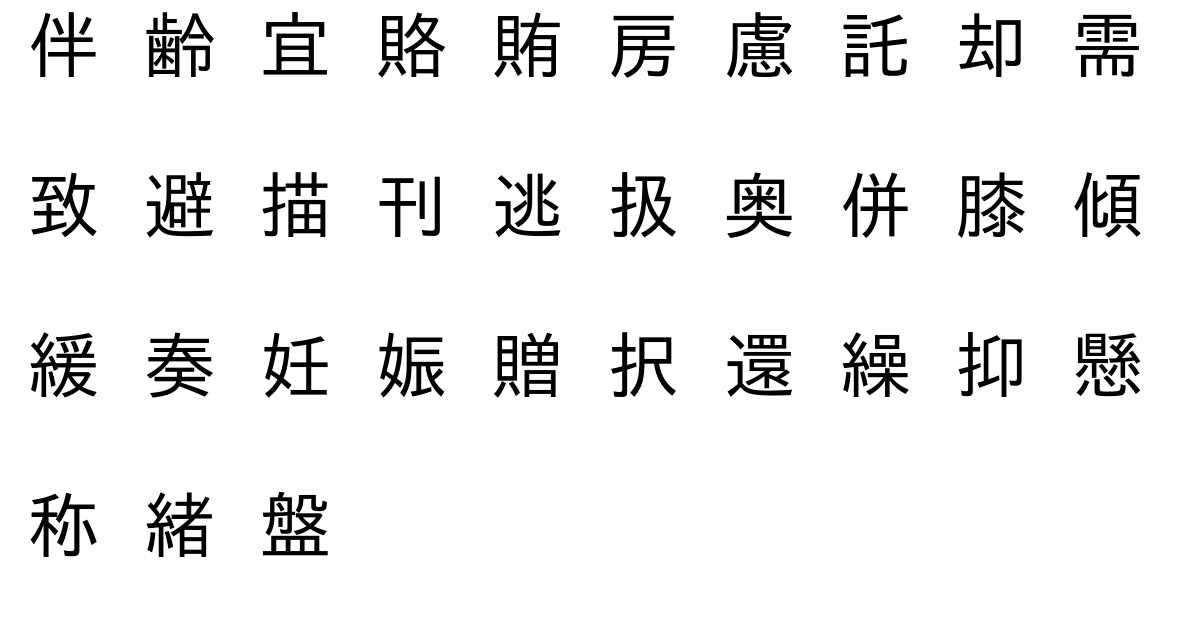 伴齢宜賂賄房慮託却需
致避描刊逃扱奥併膝傾
緩奏妊娠贈択還繰抑懸
称緒盤